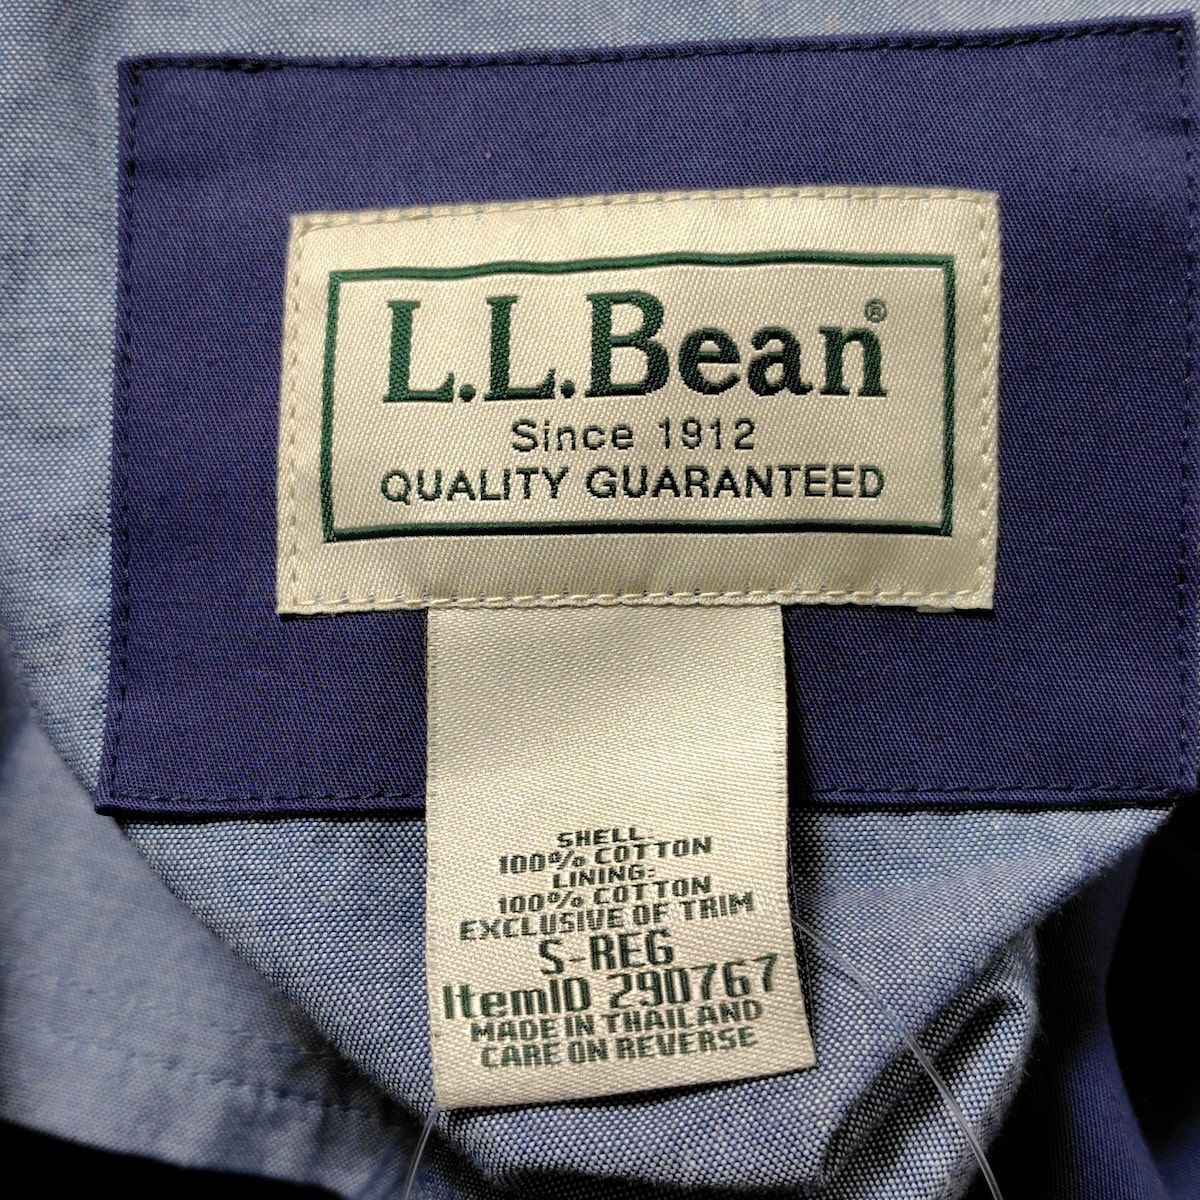 L.L.Bean®
Since 1912
QUALITY GUARANTEED
SHELL:
100% COTTON
LINING:
100% COTTON
EXCLUSIVE OF TRIM
S-REG
ItemID 290767
MADE IN THAILAND
CARE ON REVERSE